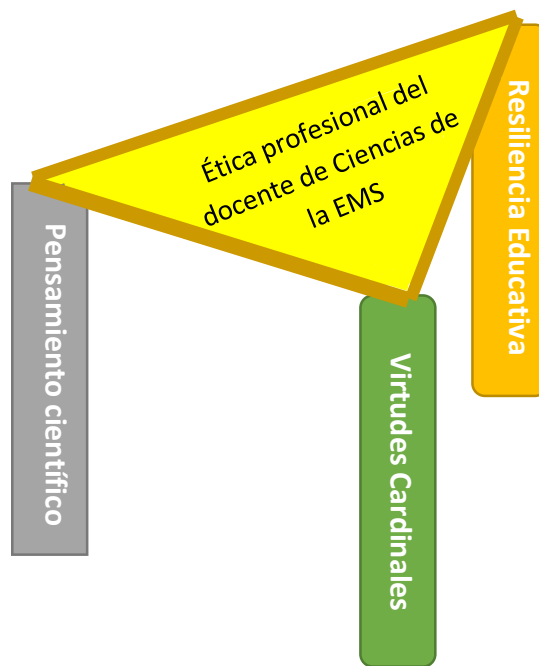 Ética profesional del
docente de Ciencias de
la EMS
Resiliencia Educativa
Pensamiento científico
Virtudes Cardinales